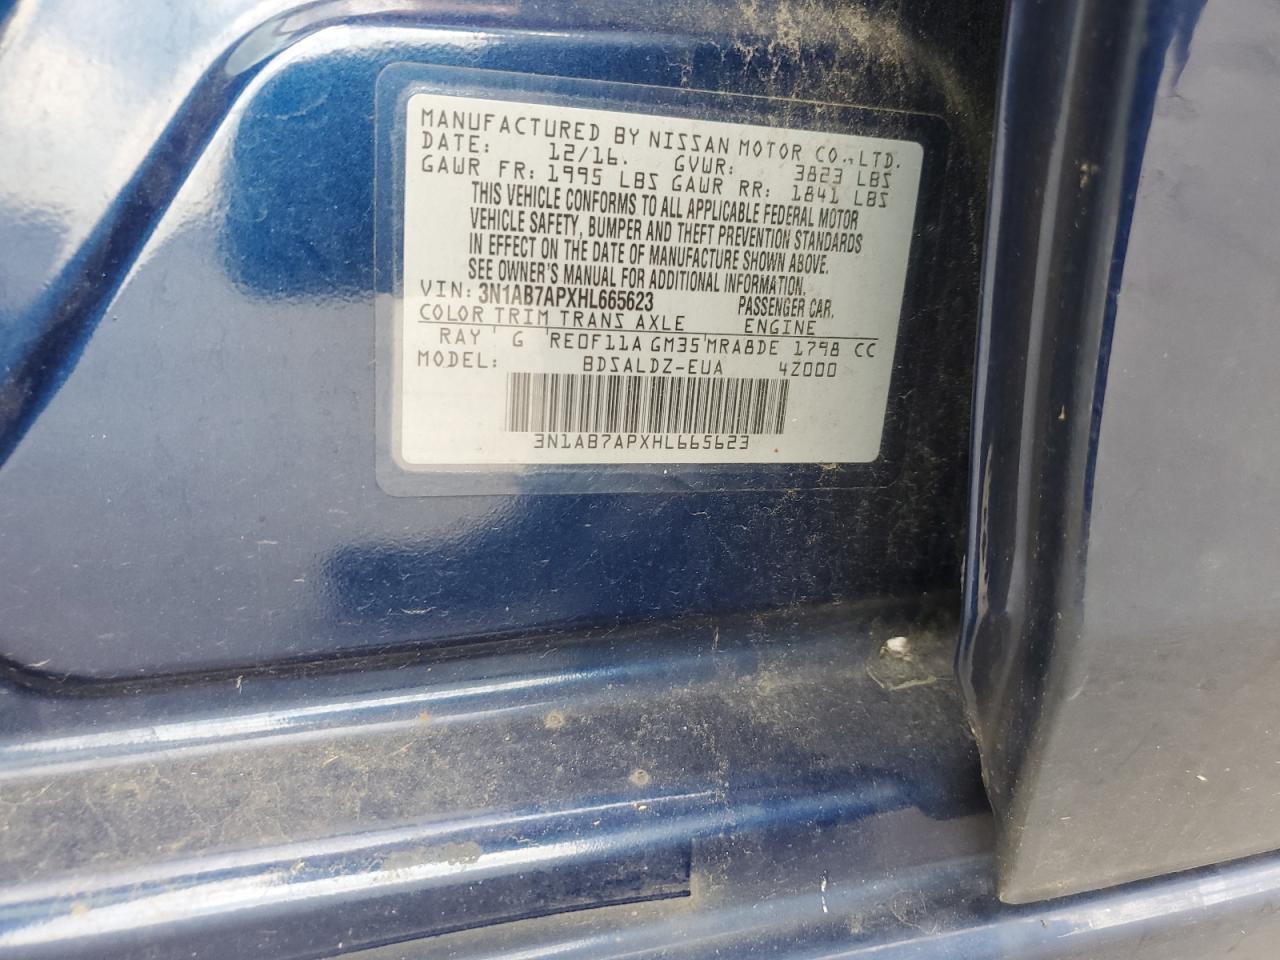 MANUFACTURED BY NISSAN MOTOR CO.,LTD.
DATE: 12/16. GVWR: 3823 LBS
GAWR FR: 1995 LBS GAWR RR: 1841 LBS
THIS VEHICLE CONFORMS TO ALL APPLICABLE FEDERAL MOTOR
VEHICLE SAFETY, BUMPER AND THEFT PREVENTION STANDARDS
IN EFFECT ON THE DATE OF MANUFACTURE SHOWN ABOVE.
SEE OWNER'S MANUAL FOR ADDITIONAL INFORMATION.
VIN: 3N1AB7APXHL665623 PASSENGER CAR.
COLOR TRIM TRANS AXLE ENGINE
RAY ' G ' RE0F11A GM35 'MRA8DE 1798 CC
MODEL: BDSALDZ-EUA 4Z000
3N1AB7APXHL665623